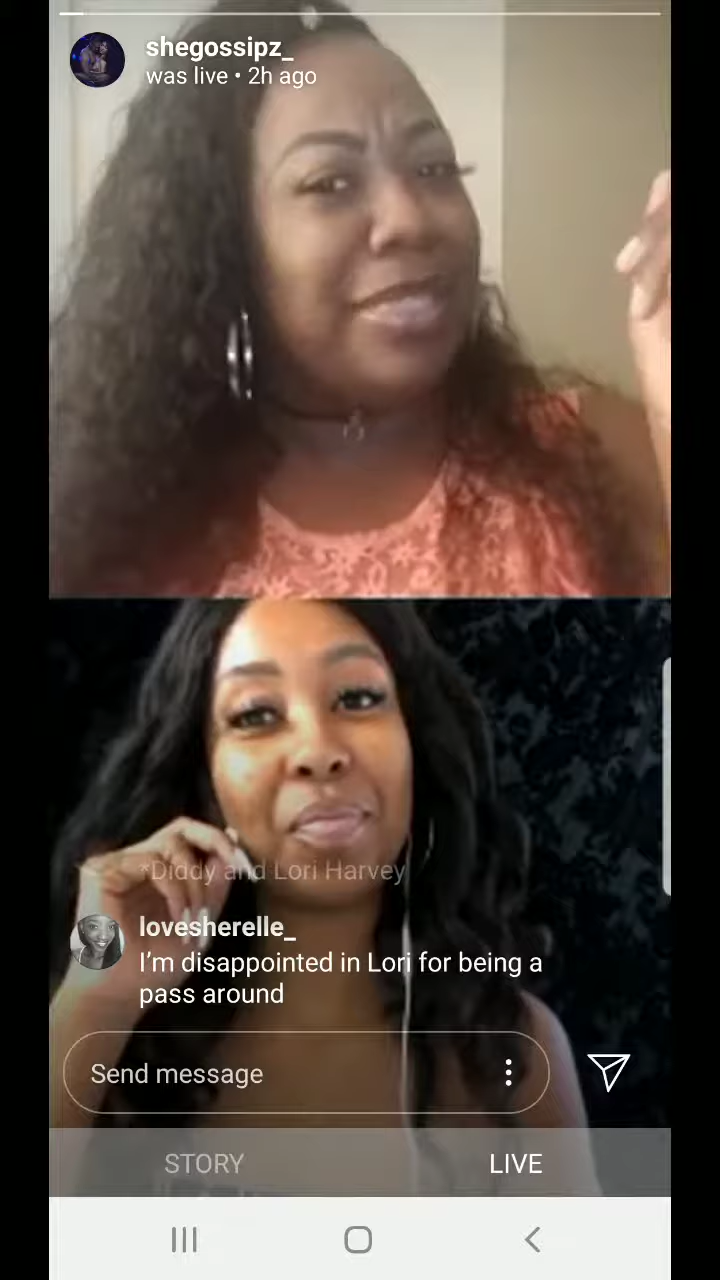 shegossipz_
was live • 2h ago
*Diddy and Lori Harvey
lovesherelle_
I'm disappointed in Lori for being a
pass around
Send message
STORY
LIVE